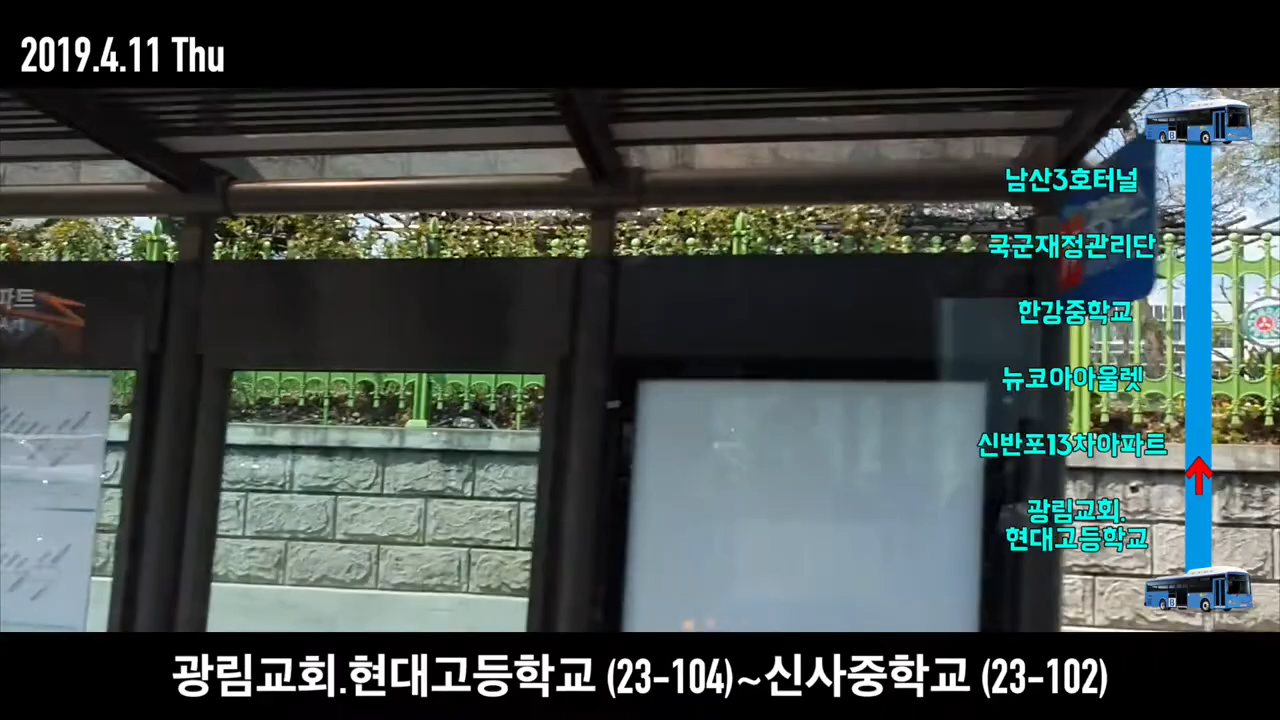 2019.4.11 Thu
남산3호터널
국군재정관리단
한강중학교
뉴코아아울렛
파트
신반포13차아파트
광림교회.
현대고등학교
광림교회.현대고등학교 (23-104)~신사중학교 (23-102)